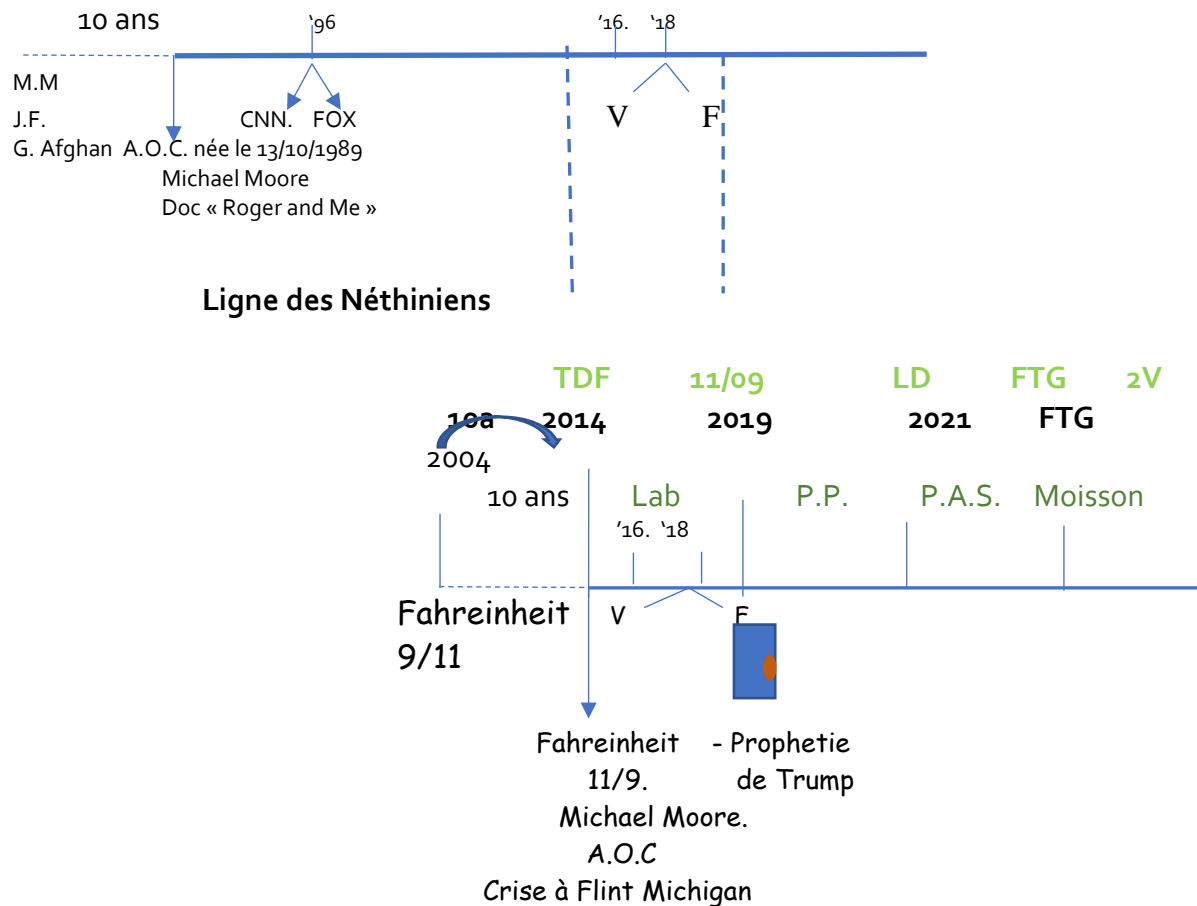 10 ans '96 '16. '18
M.M
V F
J.F. CNN. FOX
G. Afghan A.O.C. née le 13/10/1989
Michael Moore
Doc « Roger and Me »
Ligne des Néthiniens
TDF 11/09 LD FTG 2V
10a 2014 2019 2021 FTG
2004
10 ans Lab P.P. P.A.S. Moisson
'16. '18
Fahreinheit V F
9/11
Fahreinheit - Prophetie
11/9. de Trump
Michael Moore.
A.O.C
Crise à Flint Michigan